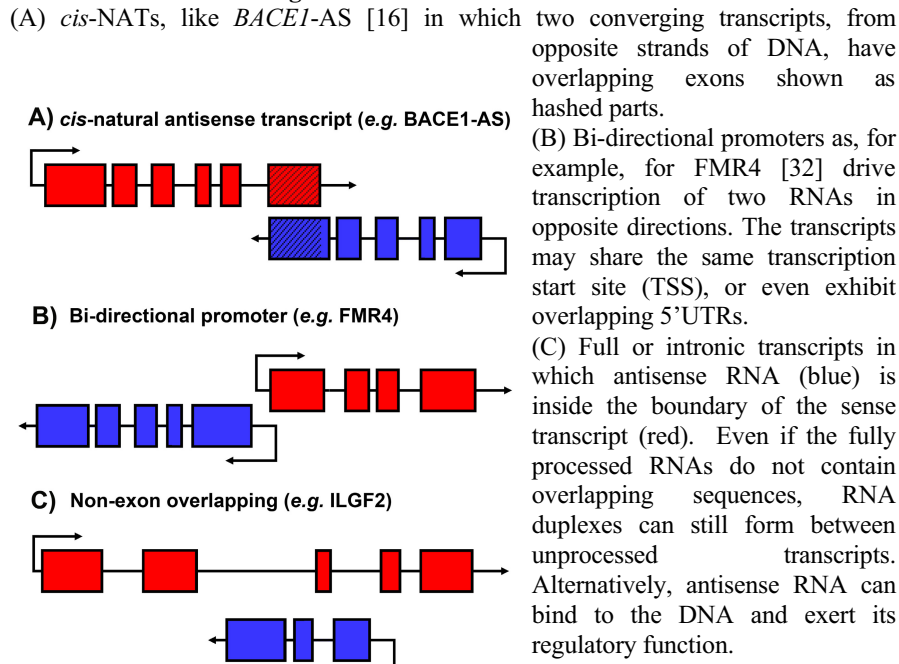 (A) cis-NATs, like BACE1-AS [16] in which two converging transcripts, from
opposite strands of DNA, have
overlapping exons shown as
hashed parts.
(B) Bi-directional promoters as, for
example, for FMR4 [32] drive
transcription of two RNAs in
opposite directions. The transcripts
may share the same transcription
start site (TSS), or even exhibit
overlapping 5’UTRs.
(C) Full or intronic transcripts in
which antisense RNA (blue) is
inside the boundary of the sense
transcript (red). Even if the fully
processed RNAs do not contain
overlapping sequences, RNA
duplexes can still form between
unprocessed transcripts.
Alternatively, antisense RNA can
bind to the DNA and exert its
regulatory function.
A) cis-natural antisense transcript (e.g. BACE1-AS)
B) Bi-directional promoter (e.g. FMR4)
C) Non-exon overlapping (e.g. ILGF2)